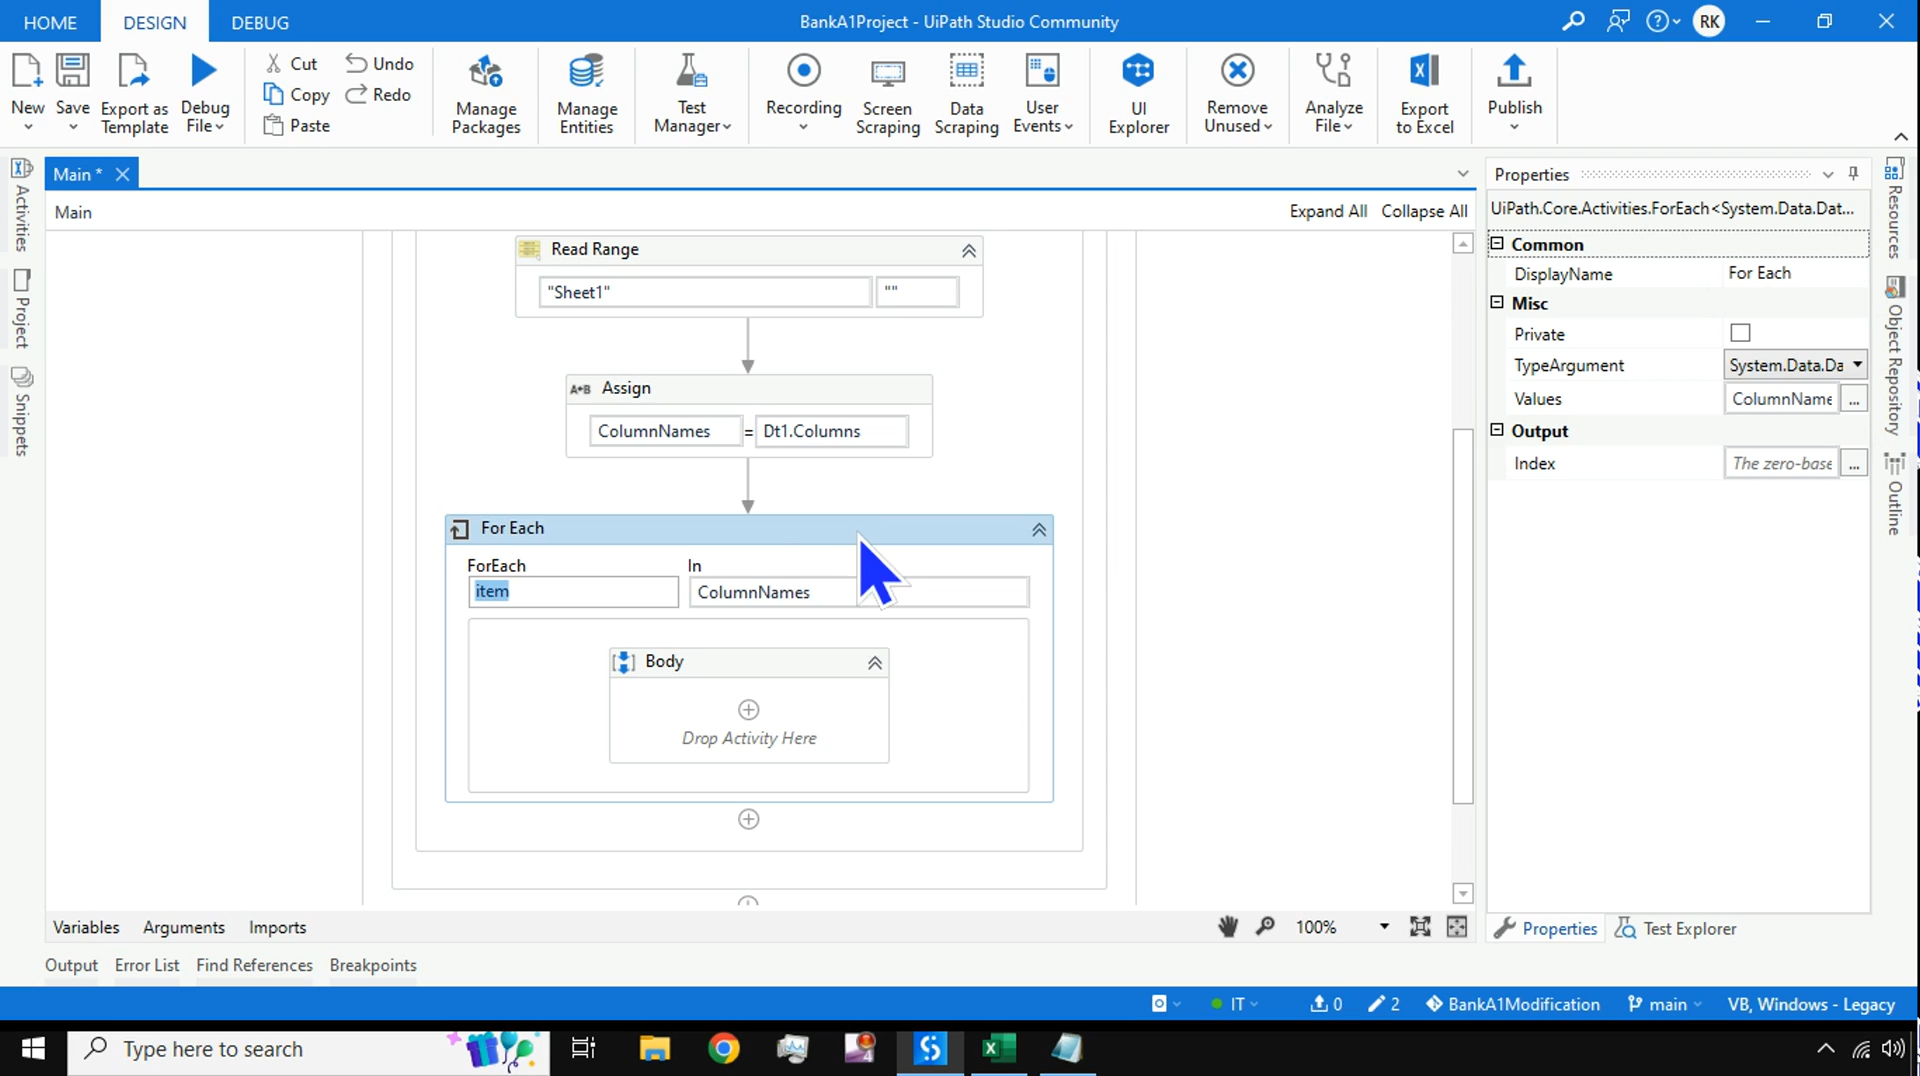 HOME DESIGN DEBUG BankA1Project - UiPath Studio Community RK
New Save Export as Template Debug File Cut Copy Paste Undo Redo Manage Packages Manage Entities Test Manager Recording Screen Scraping Data Scraping User Events UI Explorer Remove Unused Analyze File Export to Excel Publish
Main *
Main Expand All Collapse All
Activities
Project
Snippets
Read Range
"Sheet1" ""
A+B Assign
ColumnNames = Dt1.Columns
For Each
ForEach In
item ColumnNames
Body
Drop Activity Here
Properties
UiPath.Core.Activities.ForEach<System.Data.Dat...
Common
DisplayName For Each
Misc
Private
TypeArgument System.Data.Da
Values ColumnName ...
Output
Index The zero-base ...
Resources
Object Repository
Outline
Variables Arguments Imports 100% Properties Test Explorer
Output Error List Find References Breakpoints
IT 0 2 BankA1Modification main VB, Windows - Legacy
Type here to search